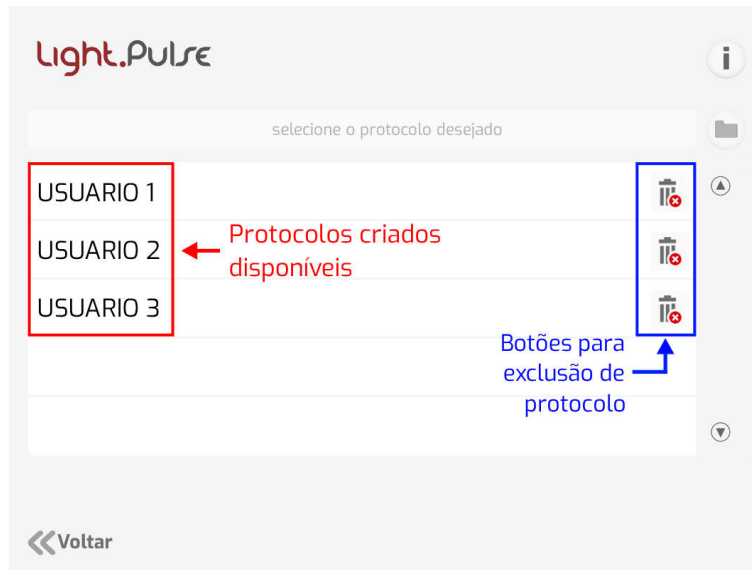 Light.Pulse
i
selecione o protocolo desejado
USUARIO 1
USUARIO 2
USUARIO 3
Protocolos criados
disponíveis
Botões para
exclusão de
protocolo
Voltar